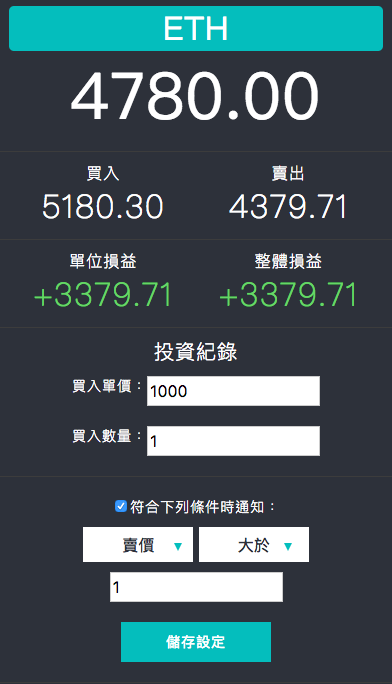 ETH
4780.00
買入 賣出
5180.30 4379.71
單位損益 整體損益
+3379.71 +3379.71
投資紀錄
買入單價：1000
買入數量：1
符合下列條件時通知：
賣價 ▼ 大於 ▼
1
儲存設定